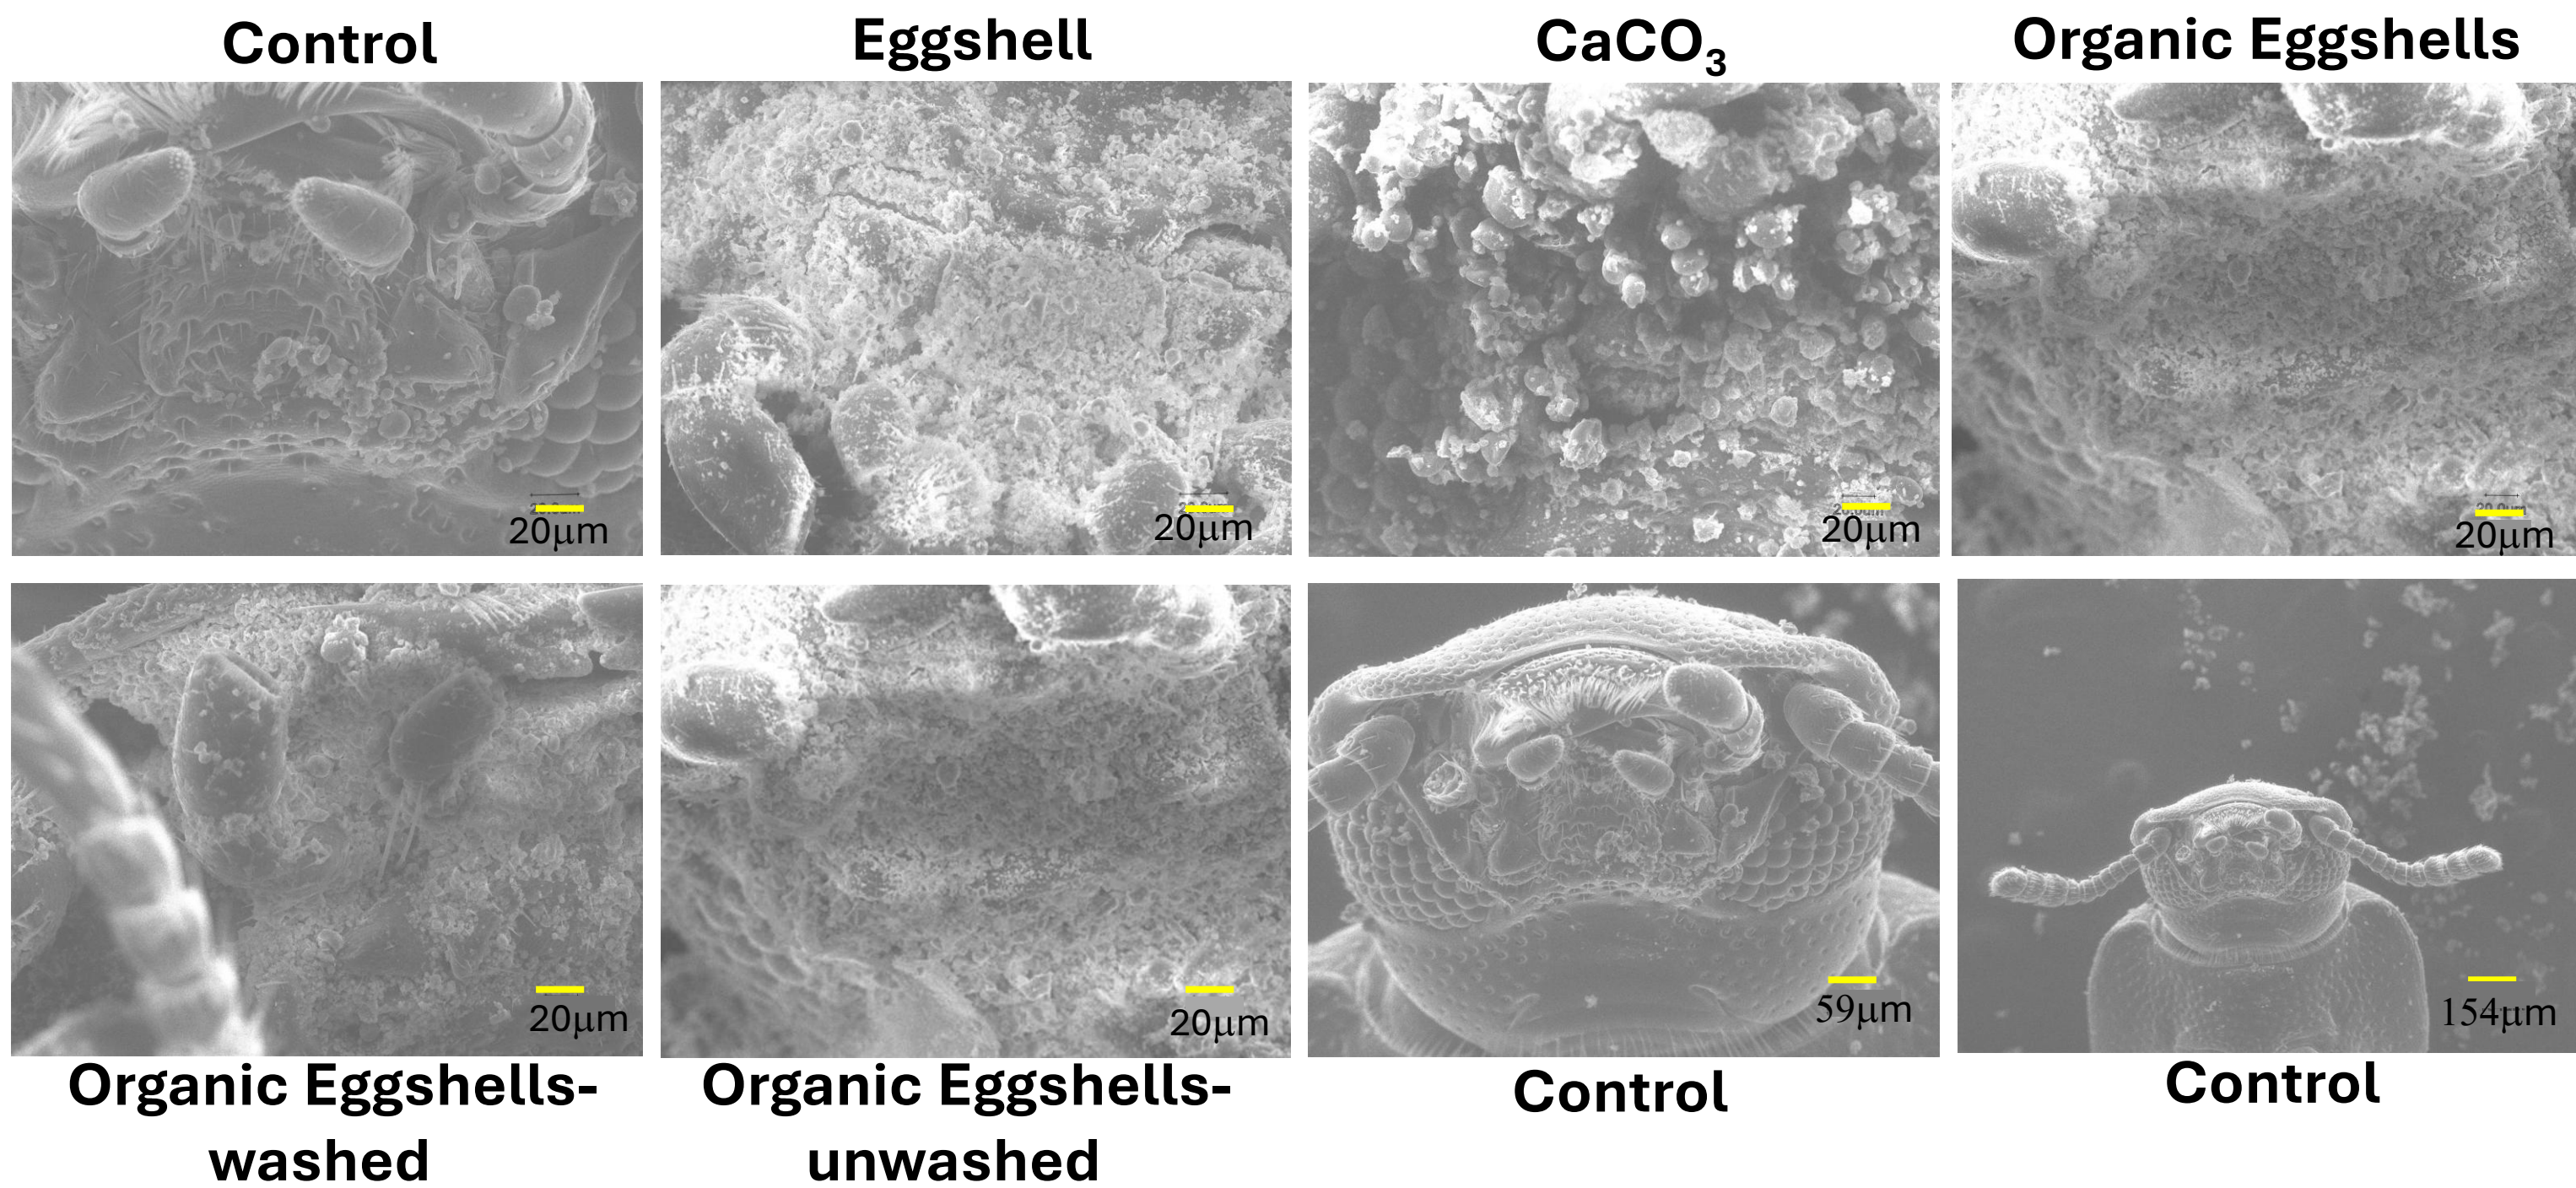 Control
Eggshell
CaCO₃
Organic Eggshells
20μm
20μm
20μm
20μm
20μm
20μm
59μm
154μm
Organic Eggshells-
washed
Organic Eggshells-
unwashed
Control
Control